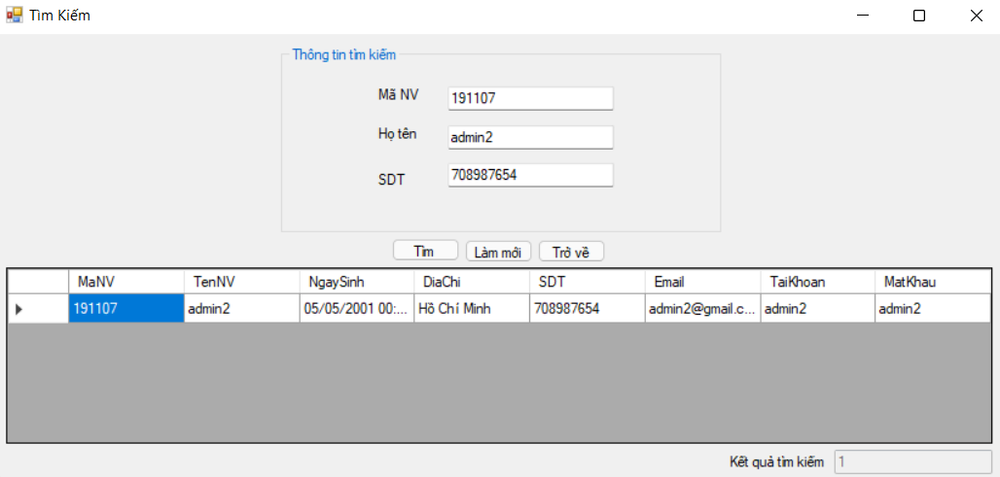 Tìm Kiếm
Thông tin tìm kiếm
Mã NV 191107
Họ tên admin2
SDT 708987654
Tìm Làm mới Trở về
MaNV TenNV NgaySinh DiaChi SDT Email TaiKhoan MatKhau
191107 admin2 05/05/2001 00:... Hồ Chí Minh 708987654 admin2@gmail.c... admin2 admin2
Kết quả tìm kiếm 1